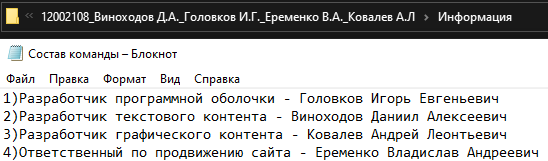 12002108_Виноходов Д.А._Головков И.Г._Еременко В.А._Ковалев А.Л › Информация
Состав команды – Блокнот
Файл Правка Формат Вид Справка
1)Разработчик программной оболочки - Головков Игорь Евгеньевич
2)Разработчик текстового контента - Виноходов Даниил Алексеевич
3)Разработчик графического контента - Ковалев Андрей Леонтьевич
4)Ответственный по продвижению сайта - Еременко Владислав Андреевич